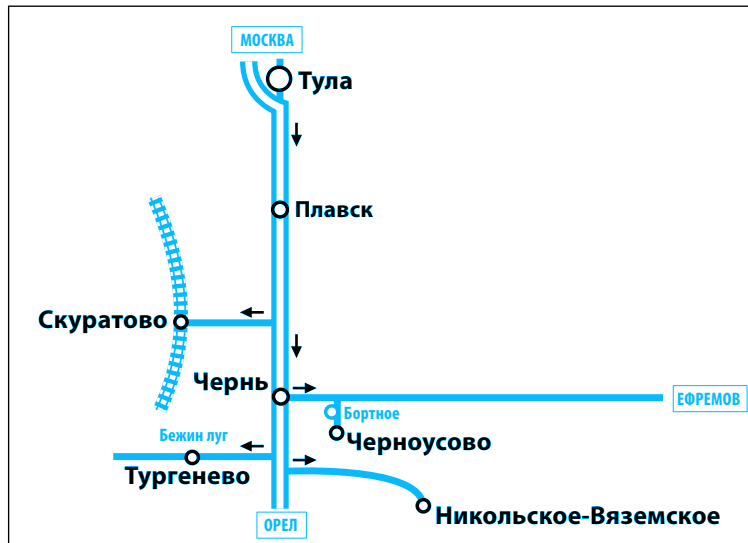 МОСКВА
Тула
Плавск
Скуратово
Чернь
ЕФРЕМОВ
Бортное
Черноусово
Бежин луг
Тургенево
Никольское-Вяземское
ОРЕЛ